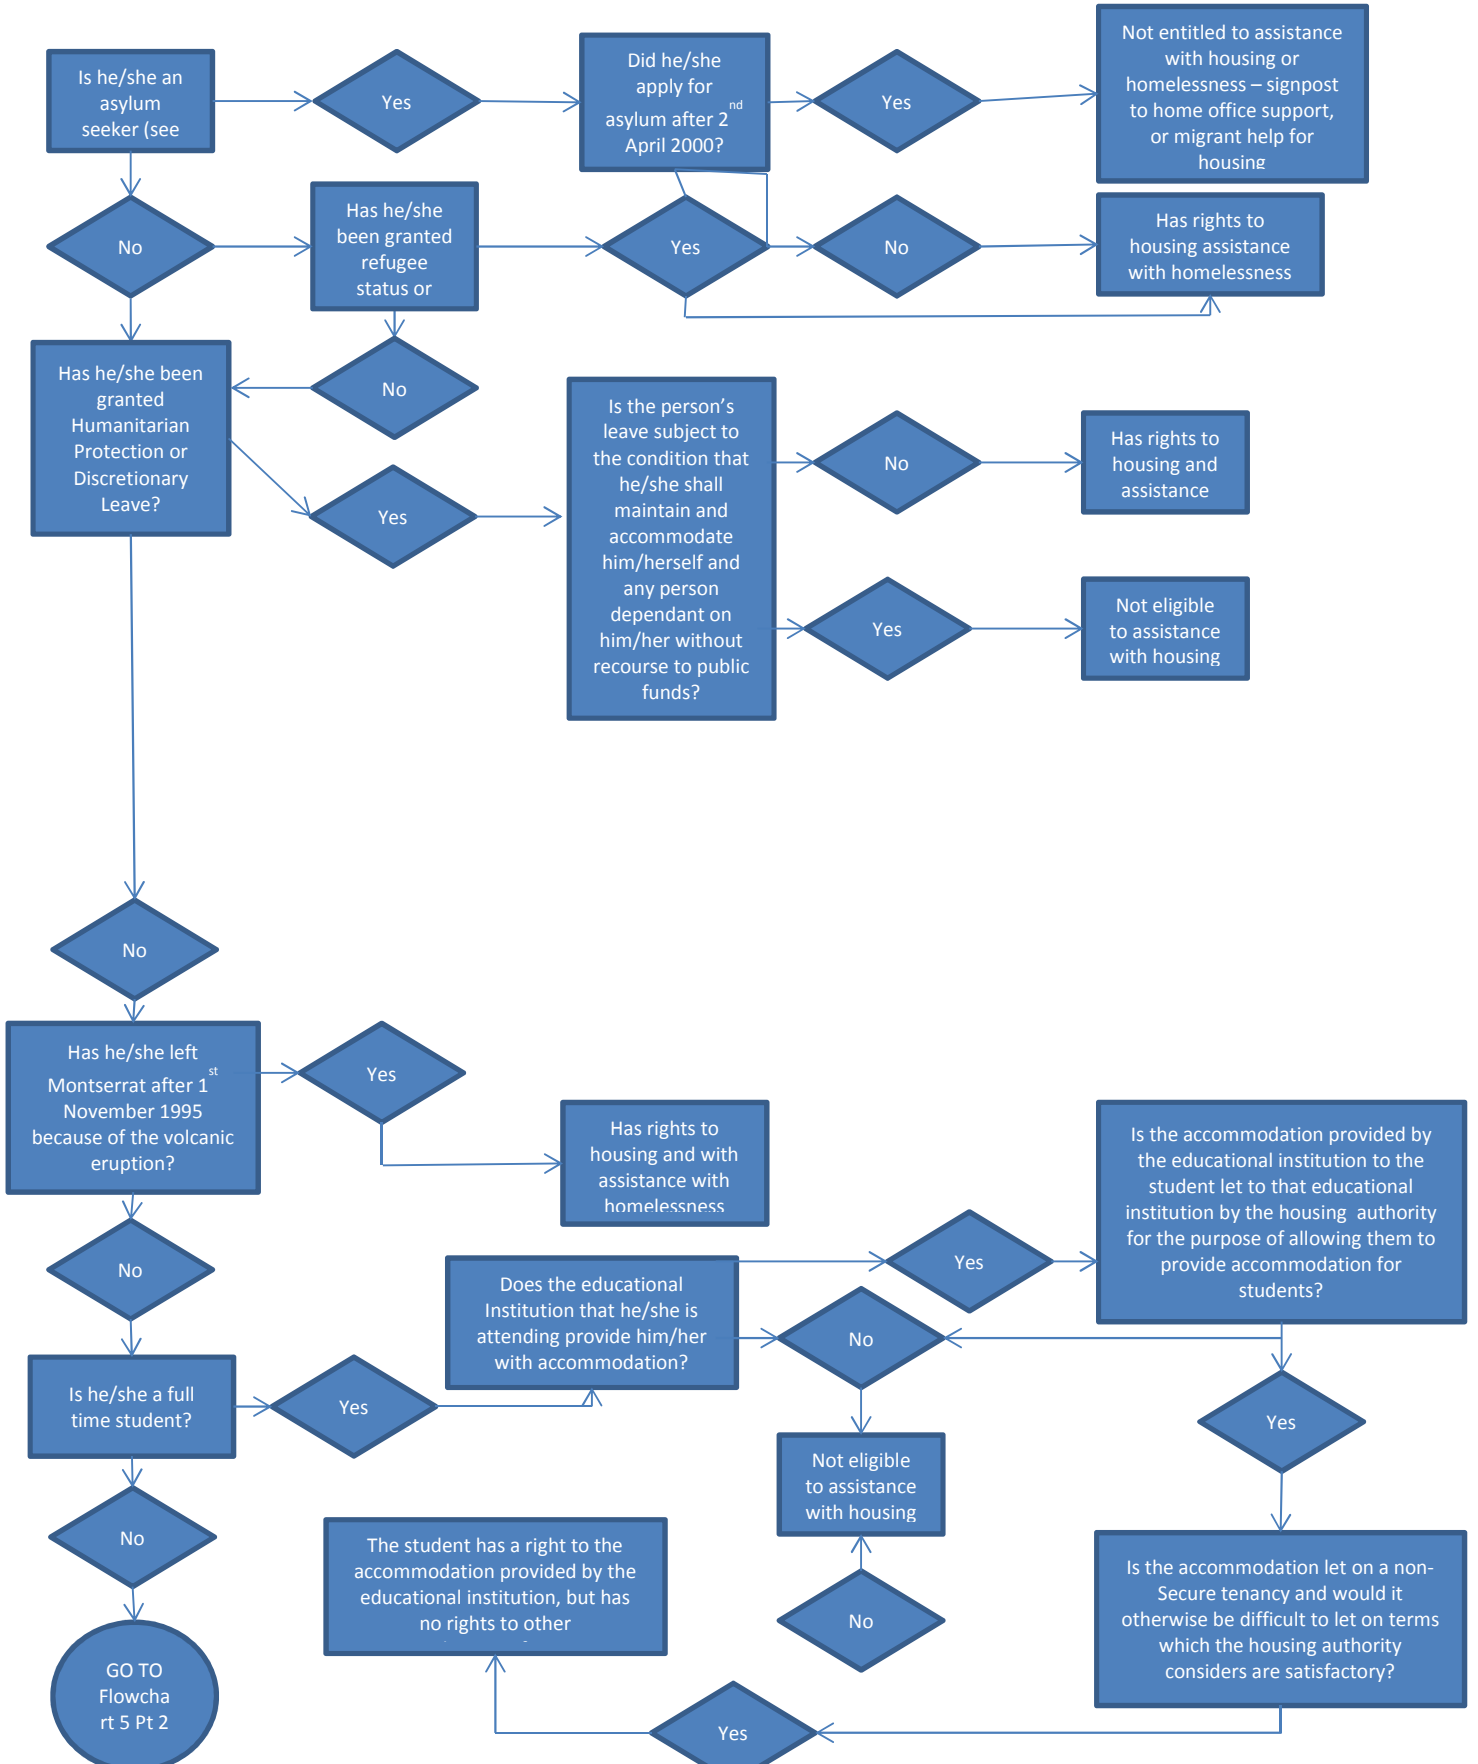 Is he/she an
asylum
seeker (see
Yes
Did he/she
apply for
asylum after 2nd
April 2000?
Yes
Not entitled to assistance
with housing or
homelessness – signpost
to home office support,
or migrant help for
housing
No
Has he/she
been granted
refugee
status or
Yes
No
Has rights to
housing assistance
with homelessness
Has he/she been
granted
Humanitarian
Protection or
Discretionary
Leave?
No
Yes
Is the person’s
leave subject to
the condition that
he/she shall
maintain and
accommodate
him/herself and
any person
dependant on
him/her without
recourse to public
funds?
No
Has rights to
housing and
assistance
Yes
Not eligible
to assistance
with housing
No
Has he/she left
Montserrat after 1st
November 1995
because of the volcanic
eruption?
Yes
Has rights to
housing and with
assistance with
homelessness
No
Does the educational
Institution that he/she is
attending provide him/her
with accommodation?
Yes
Is the accommodation provided by
the educational institution to the
student let to that educational
institution by the housing authority
for the purpose of allowing them to
provide accommodation for
students?
No
Is he/she a full
time student?
Yes
Yes
Not eligible
to assistance
with housing
No
The student has a right to the
accommodation provided by the
educational institution, but has
no rights to other
No
Is the accommodation let on a non-
Secure tenancy and would it
otherwise be difficult to let on terms
which the housing authority
considers are satisfactory?
GO TO
Flowcha
rt 5 Pt 2
Yes